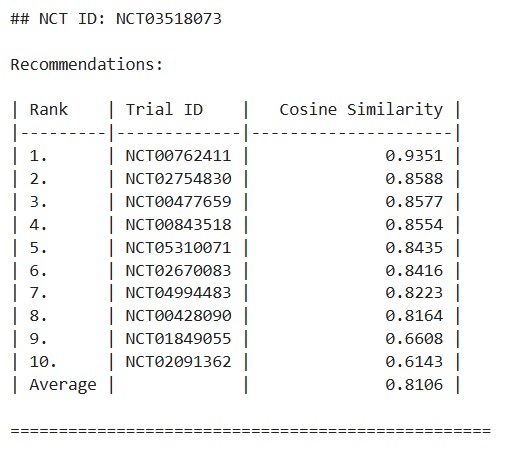 ## NCT ID: NCT03518073
Recommendations:
| Rank    | Trial ID    |   Cosine Similarity |
|---------|-------------|---------------------|
| 1.      | NCT00762411 |              0.9351 |
| 2.      | NCT02754830 |              0.8588 |
| 3.      | NCT00477659 |              0.8577 |
| 4.      | NCT00843518 |              0.8554 |
| 5.      | NCT05310071 |              0.8435 |
| 6.      | NCT02670083 |              0.8416 |
| 7.      | NCT04994483 |              0.8223 |
| 8.      | NCT00428090 |              0.8164 |
| 9.      | NCT01849055 |              0.6608 |
| 10.     | NCT02091362 |              0.6143 |
| Average |             |              0.8106 |
==================================================